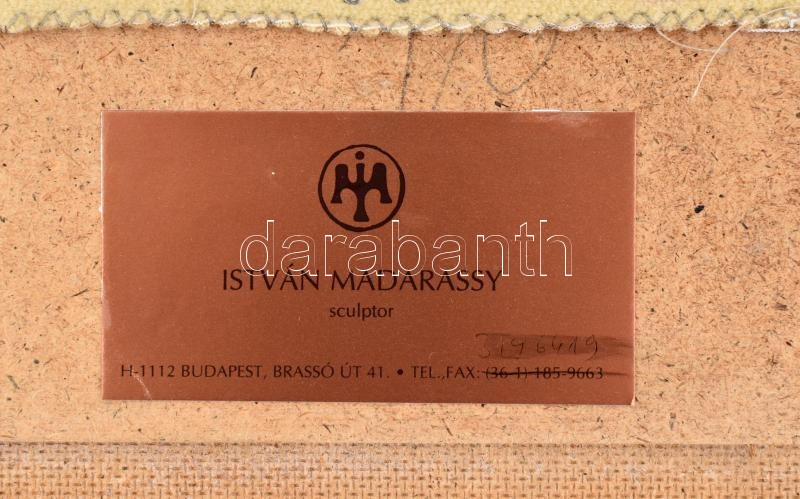 darabanth
ISTVÁN MADARASSY
sculptor
3196419
H-1112 BUDAPEST, BRASSÓ ÚT 41. • TEL.,FAX: (36-1) 185-9663